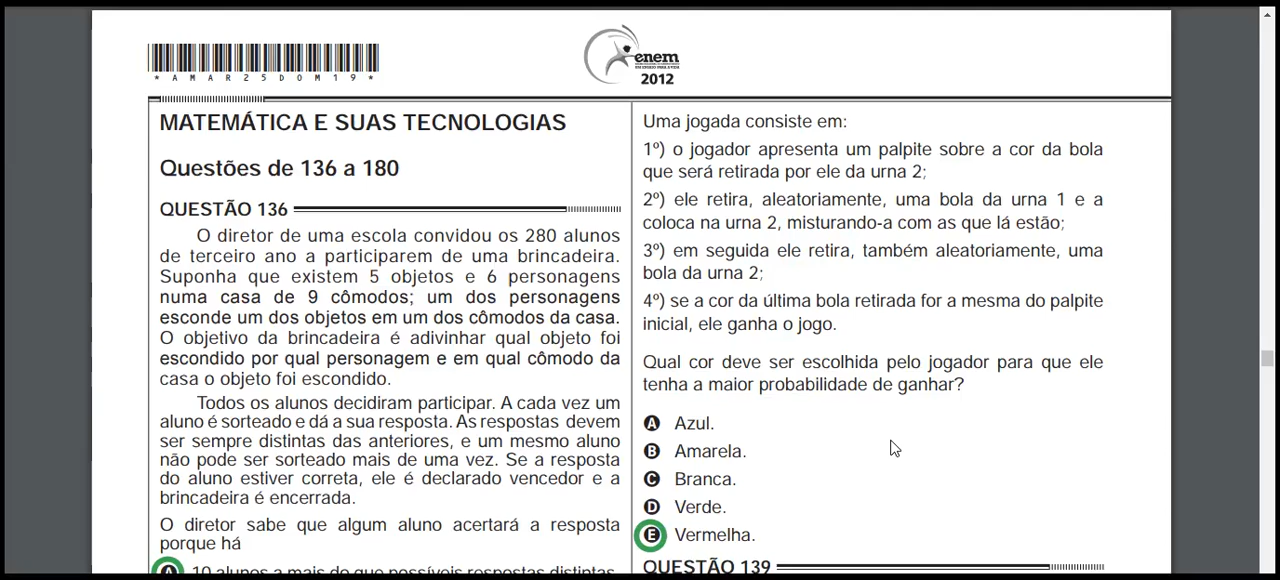 * A M A R 2 5 D O M 1 9 *
enem
2012
MATEMÁTICA E SUAS TECNOLOGIAS
Questões de 136 a 180
QUESTÃO 136
O diretor de uma escola convidou os 280 alunos
de terceiro ano a participarem de uma brincadeira.
Suponha que existem 5 objetos e 6 personagens
numa casa de 9 cômodos; um dos personagens
esconde um dos objetos em um dos cômodos da casa.
O objetivo da brincadeira é adivinhar qual objeto foi
escondido por qual personagem e em qual cômodo da
casa o objeto foi escondido.
Todos os alunos decidiram participar. A cada vez um
aluno é sorteado e dá a sua resposta. As respostas devem
ser sempre distintas das anteriores, e um mesmo aluno
não pode ser sorteado mais de uma vez. Se a resposta
do aluno estiver correta, ele é declarado vencedor e a
brincadeira é encerrada.
O diretor sabe que algum aluno acertará a resposta
porque há
A 10 alunos a mais do que possíveis respostas distintas.
Uma jogada consiste em:
1º) o jogador apresenta um palpite sobre a cor da bola
que será retirada por ele da urna 2;
2º) ele retira, aleatoriamente, uma bola da urna 1 e a
coloca na urna 2, misturando-a com as que lá estão;
3º) em seguida ele retira, também aleatoriamente, uma
bola da urna 2;
4º) se a cor da última bola retirada for a mesma do palpite
inicial, ele ganha o jogo.
Qual cor deve ser escolhida pelo jogador para que ele
tenha a maior probabilidade de ganhar?
A Azul.
B Amarela.
C Branca.
D Verde.
E Vermelha.
QUESTÃO 139